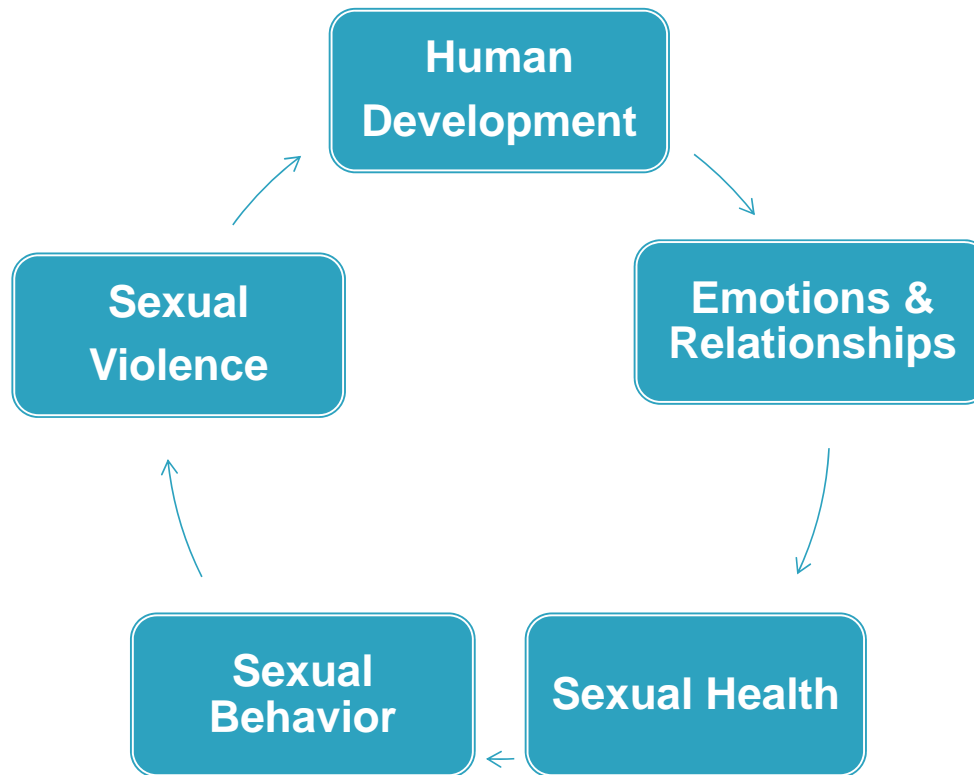 Human
Development
Emotions &
Relationships
Sexual Health
Sexual
Behavior
Sexual
Violence